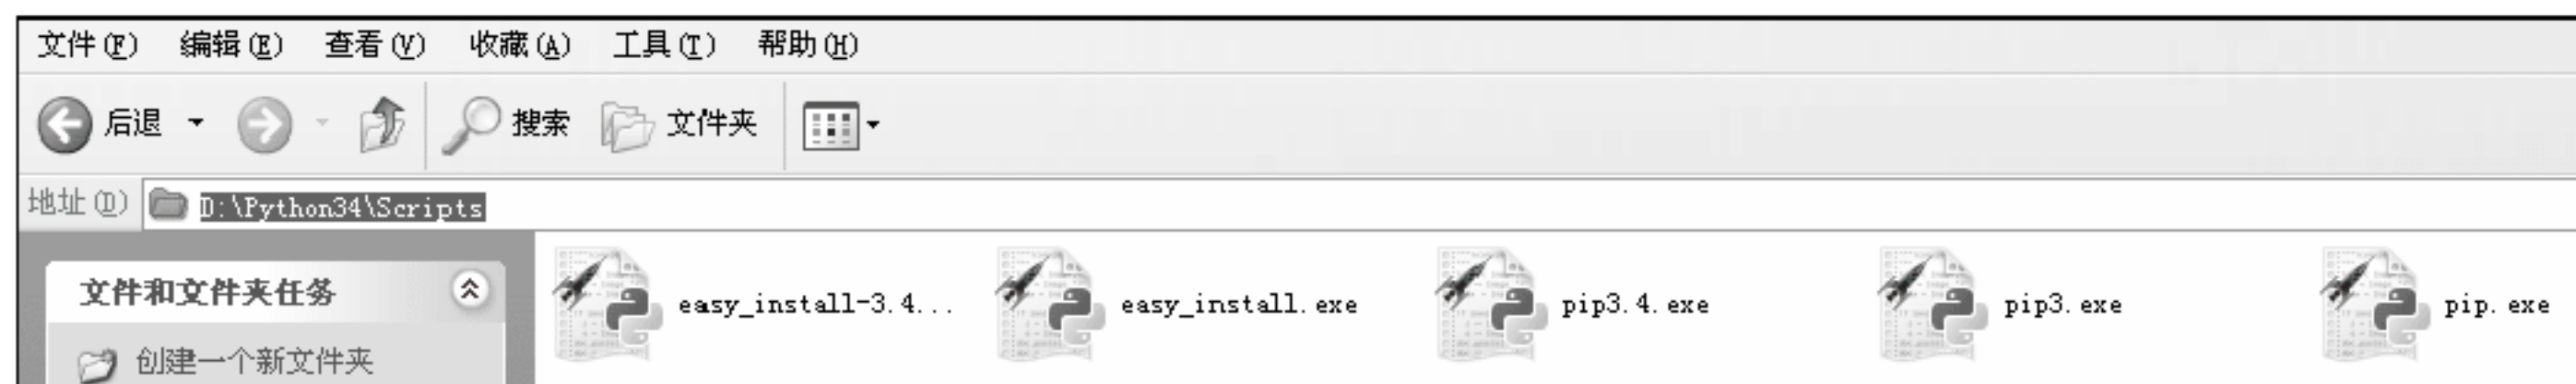 文件(F) 编辑(E) 查看(V) 收藏(A) 工具(T) 帮助(H)
后退 搜索 文件夹
地址(D) D:\Python34\Scripts
文件和文件夹任务
easy_install-3.4... easy_install.exe pip3.4.exe pip3.exe pip.exe
创建一个新文件夹